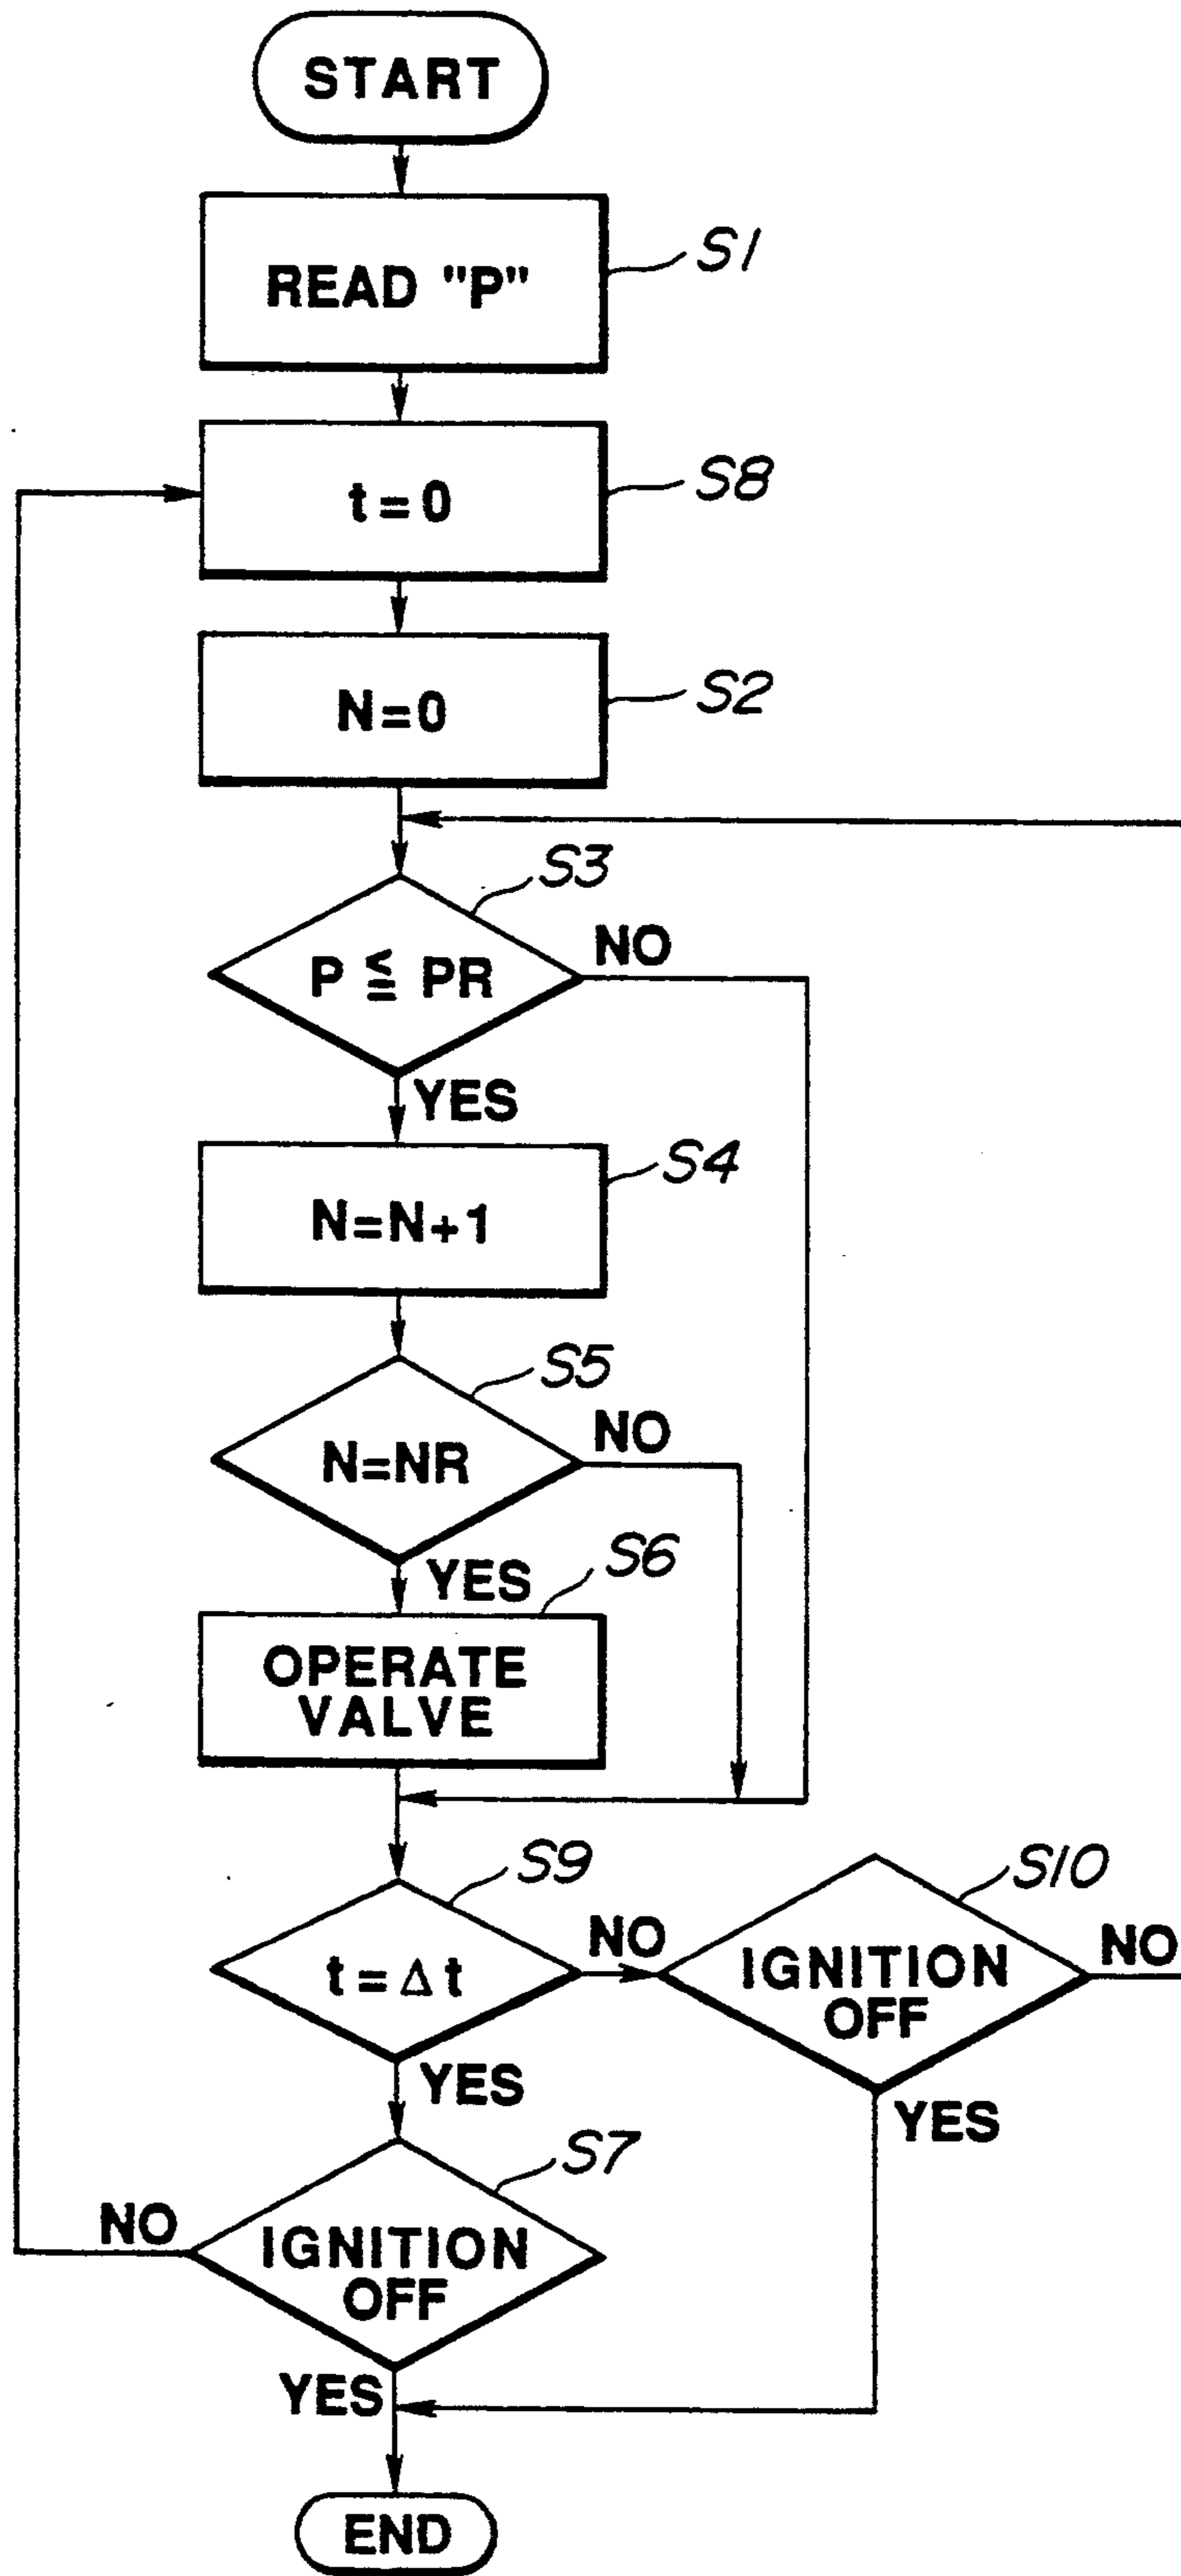 START
READ "P"
S1
t=0
S8
N=0
S2
S3
P ≦ PR
NO
YES
S4
N=N+1
S5
N=NR
NO
YES
S6
OPERATE
VALVE
S9
t=Δt
NO
YES
S10
IGNITION
OFF
NO
YES
S7
IGNITION
OFF
NO
YES
END